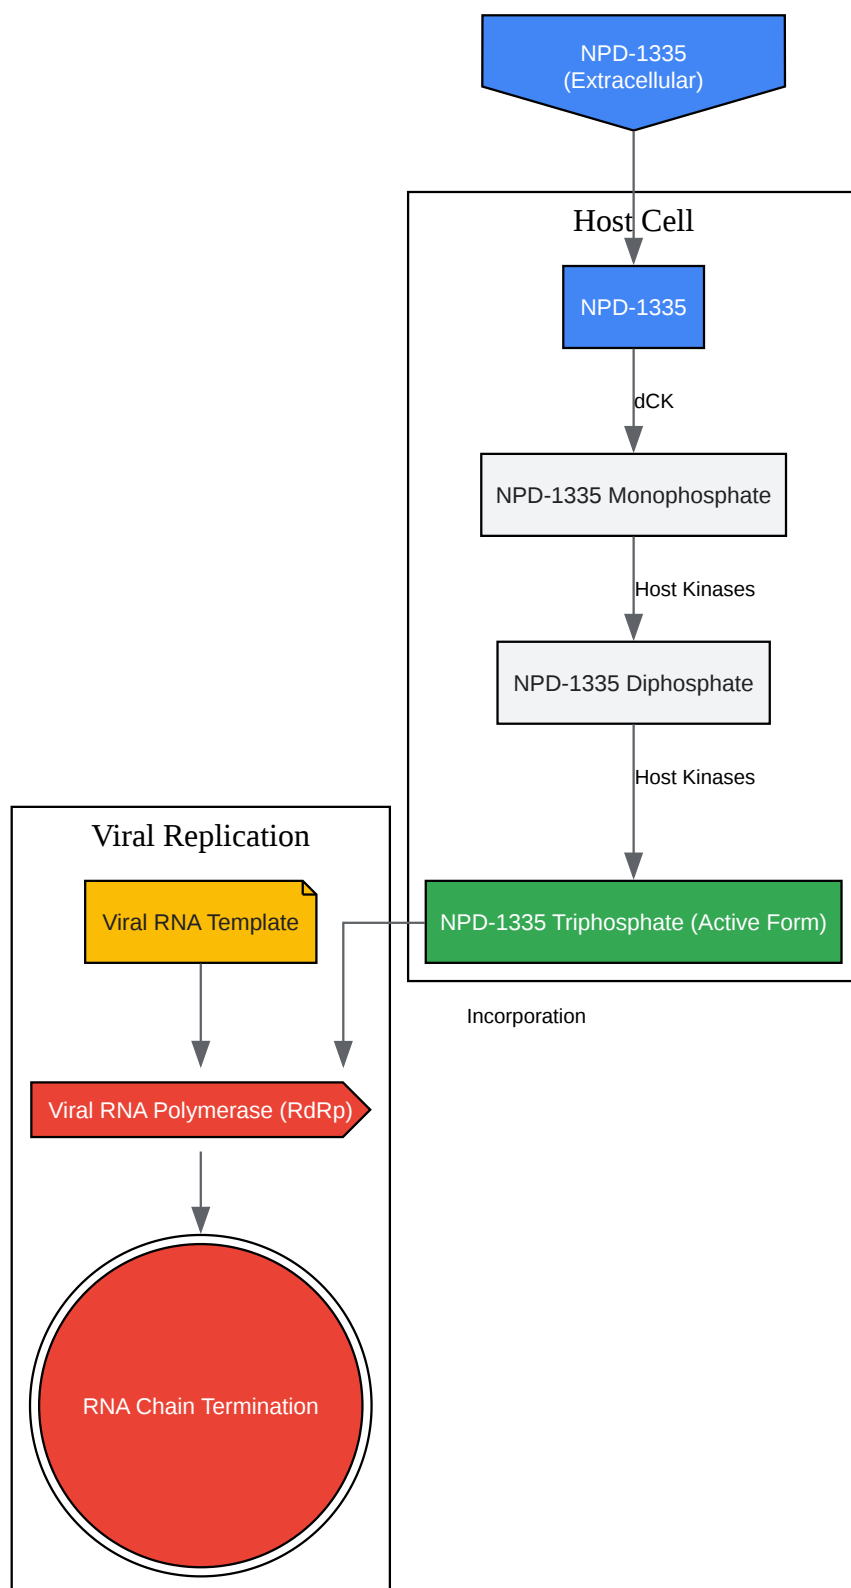 NPD-1335
(Extracellular)
Host Cell
NPD-1335
dCK
NPD-1335 Monophosphate
Host Kinases
NPD-1335 Diphosphate
Host Kinases
Viral Replication
Viral RNA Template
NPD-1335 Triphosphate (Active Form)
Incorporation
Viral RNA Polymerase (RdRp)
RNA Chain Termination